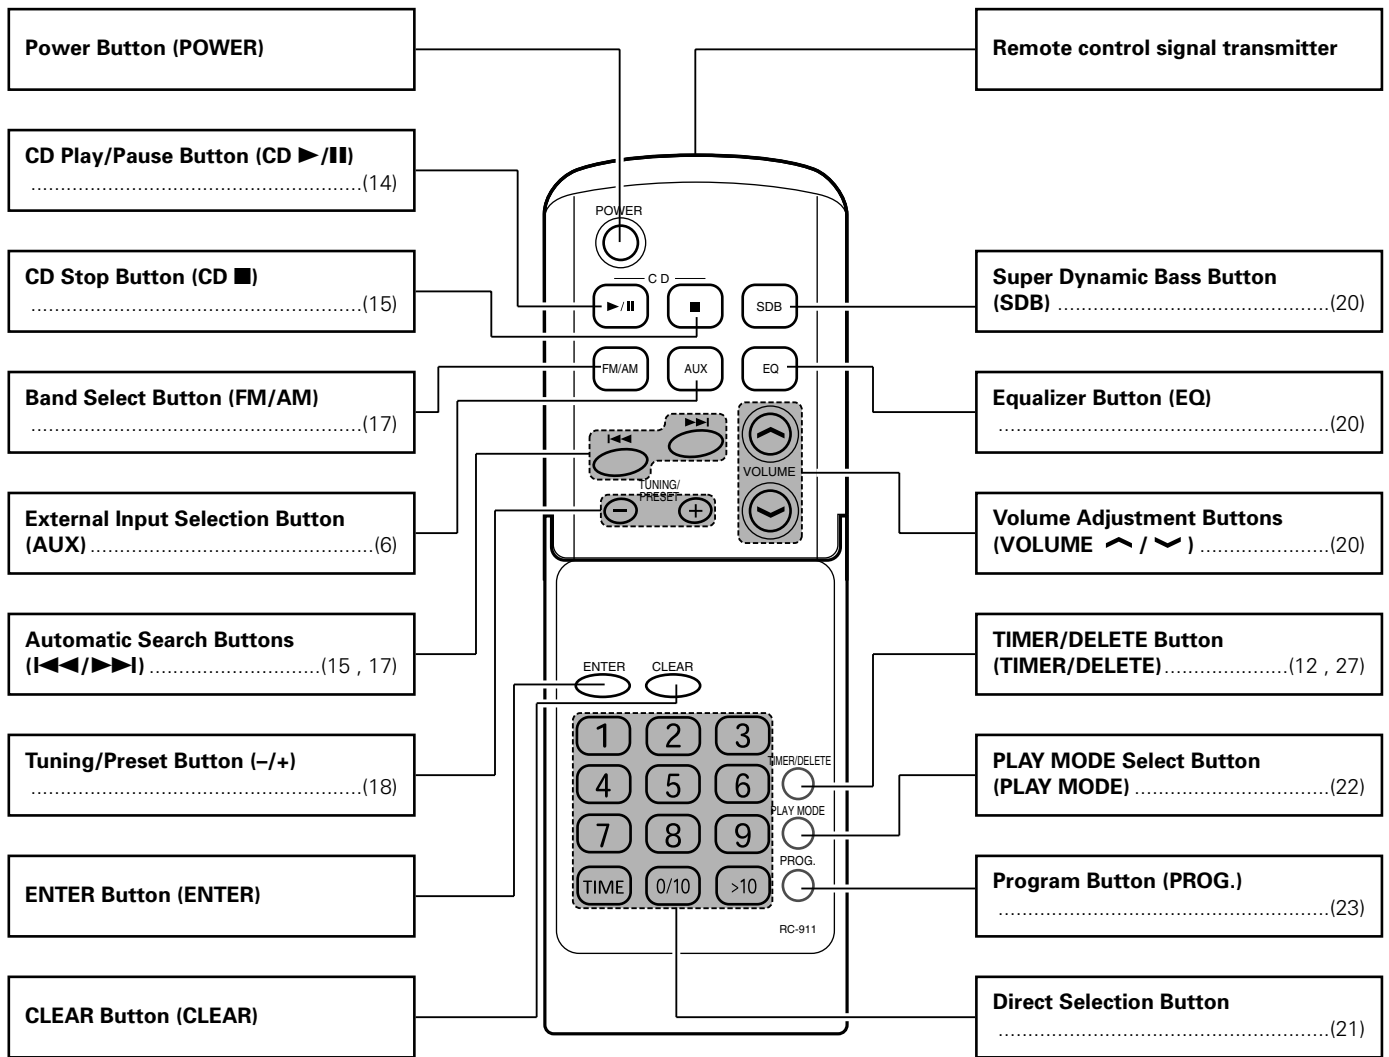 Power Button (POWER)
CD Play/Pause Button (CD ►/II)
........................................................(14)
CD Stop Button (CD ■)
........................................................(15)
Band Select Button (FM/AM)
........................................................(17)
External Input Selection Button
(AUX)................................................(6)
Automatic Search Buttons
(I◄◄/►►I).............................(15 , 17)
Tuning/Preset Button (–/+)
........................................................(18)
ENTER Button (ENTER)
CLEAR Button (CLEAR)
POWER
CD
►/II
■
SDB
FM/AM
AUX
EQ
I◄◄
►►I
VOLUME
TUNING/
PRESET
−
+
ENTER
CLEAR
1
2
3
TIMER/DELETE
4
5
6
PLAY MODE
7
8
9
PROG.
TIME
0/10
>10
RC-911
Remote control signal transmitter
Super Dynamic Bass Button
(SDB) ..............................................(20)
Equalizer Button (EQ)
........................................................(20)
Volume Adjustment Buttons
(VOLUME ︿ / ﹀ ) ......................(20)
TIMER/DELETE Button
(TIMER/DELETE).....................(12 , 27)
PLAY MODE Select Button
(PLAY MODE) .................................(22)
Program Button (PROG.)
........................................................(23)
Direct Selection Button
........................................................(21)